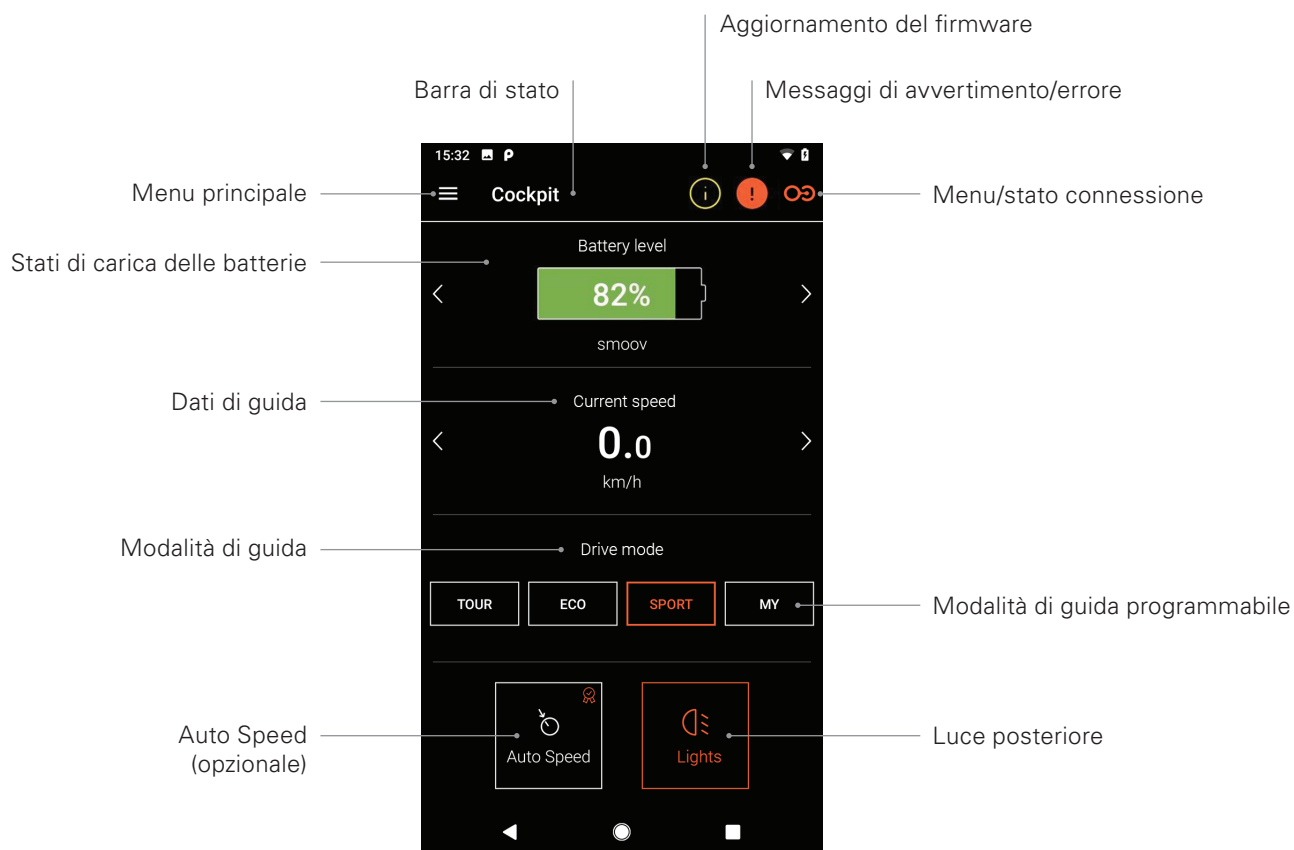 Aggiornamento del firmware
Barra di stato
Messaggi di avvertimento/errore
15:32
Menu principale
Cockpit
i
!
Menu/stato connessione
Battery level
Stati di carica delle batterie
82%
smoov
Dati di guida
Current speed
0.0
km/h
Modalità di guida
Drive mode
TOUR
ECO
SPORT
MY
Modalità di guida programmabile
Auto Speed
(opzionale)
Auto Speed
Lights
Luce posteriore